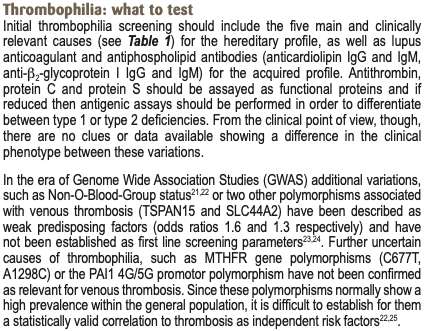 Thrombophilia: what to test
Initial thrombophilia screening should include the five main and clinically
relevant causes (see Table 1) for the hereditary profile, as well as lupus
anticoagulant and antiphospholipid antibodies (anticardiolipin IgG and IgM,
anti-β2-glycoprotein I IgG and IgM) for the acquired profile. Antithrombin,
protein C and protein S should be assayed as functional proteins and if
reduced then antigenic assays should be performed in order to differentiate
between type 1 or type 2 deficiencies. From the clinical point of view, though,
there are no clues or data available showing a difference in the clinical
phenotype between these variations.
In the era of Genome Wide Association Studies (GWAS) additional variations,
such as Non-O-Blood-Group status21,22 or two other polymorphisms associated
with venous thrombosis (TSPAN15 and SLC44A2) have been described as
weak predisposing factors (odds ratios 1.6 and 1.3 respectively) and have
not been established as first line screening parameters23,24. Further uncertain
causes of thrombophilia, such as MTHFR gene polymorphisms (C677T,
A1298C) or the PAI1 4G/5G promotor polymorphism have not been confirmed
as relevant for venous thrombosis. Since these polymorphisms normally show a
high prevalence within the general population, it is difficult to establish for them
a statistically valid correlation to thrombosis as independent risk factors22,25.